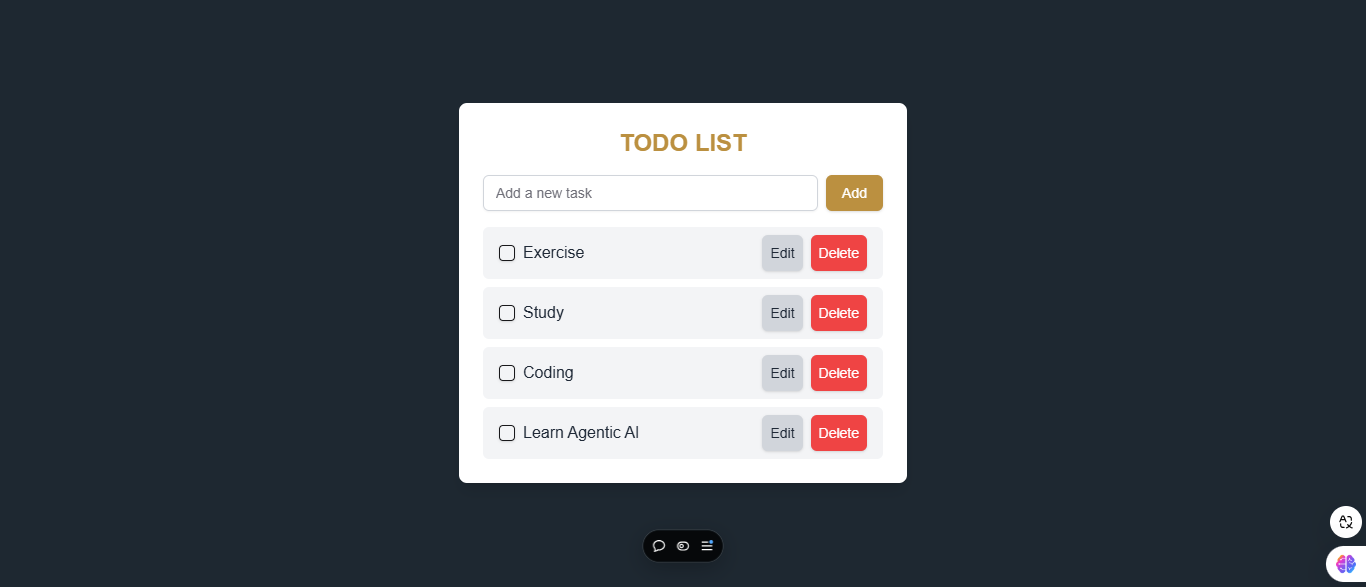 TODO LIST
Add a new task
Add
Exercise Edit Delete
Study Edit Delete
Coding Edit Delete
Learn Agentic AI Edit Delete